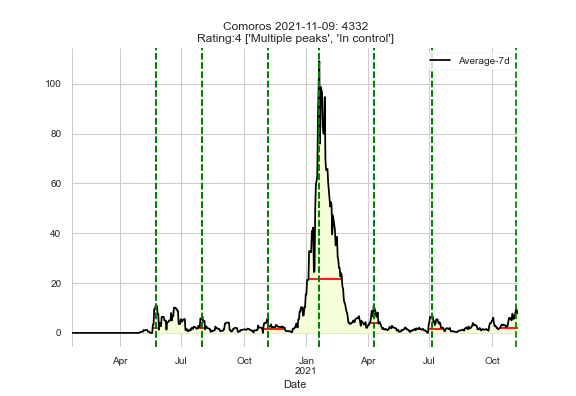 Comoros 2021-11-09: 4332
Rating:4 ['Multiple peaks', 'In control']
Average-7d
100
80
60
40
20
0
Apr Jul Oct Jan Apr Jul Oct
2021
Date